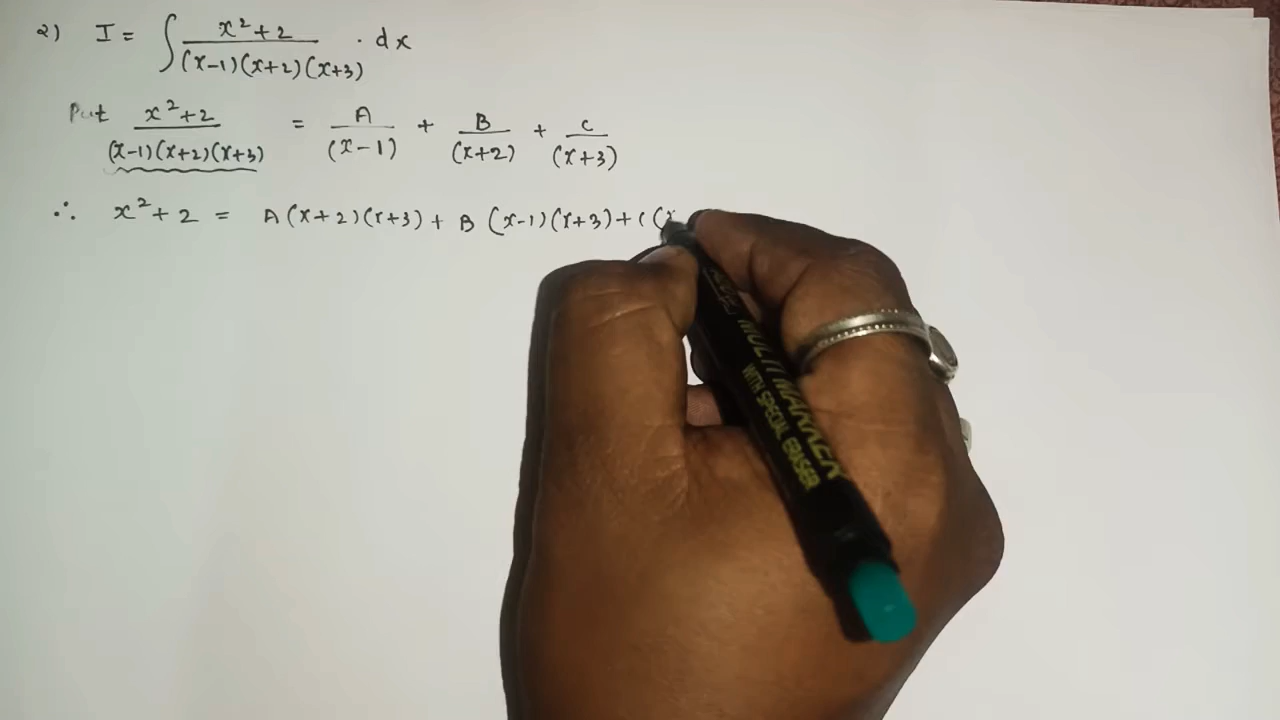 2) I = ∫ x²+2 / (x-1)(x+2)(x+3) . dx
Put x²+2 / (x-1)(x+2)(x+3) = A / (x-1) + B / (x+2) + C / (x+3)
∴ x²+2 = A(x+2)(x+3) + B(x-1)(x+3) + C(x
MULTI MARKER
WITH SPECIAL ERASER